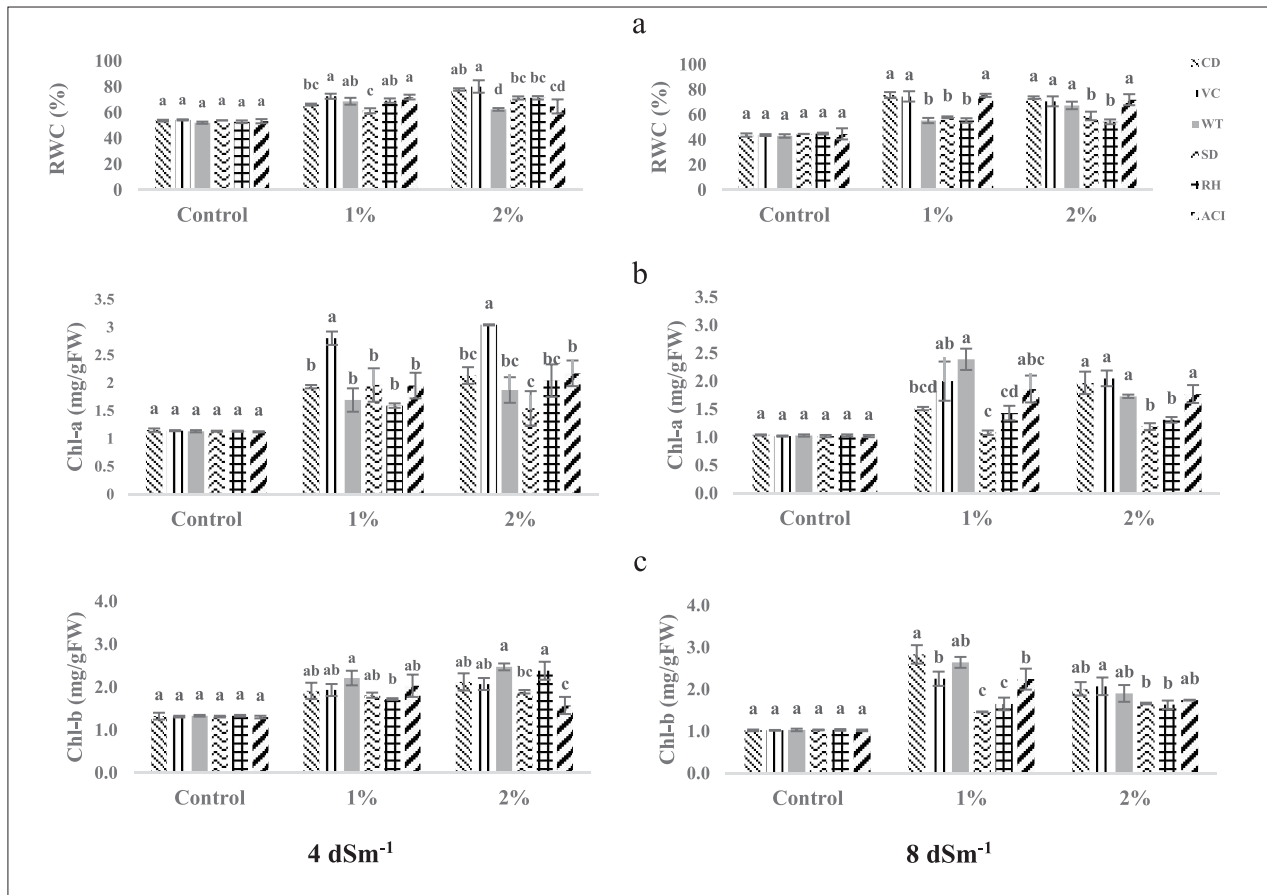 a
RWC (%)
100
80
60
40
20
0
a a a a a a
bc a ab c ab a
ab a d bc bc cd
Control 1% 2%
RWC (%)
100
80
60
40
20
0
a a a a a a
a a b b b a
a a a b b a
Control 1% 2%
CD
VC
WT
SD
RH
ACI
b
Chl-a (mg/gFW)
3.5
3
2.5
2
1.5
1
0.5
0
a a a a a a
b a b b b b
bc a bc c bc b
Control 1% 2%
Chl-a (mg/gFW)
3.5
3.0
2.5
2.0
1.5
1.0
0.5
0.0
a a a a a a
bcd ab a c cd abc
a a a b b a
Control 1% 2%
c
Chl-b (mg/gFW)
4.0
3.0
2.0
1.0
0.0
a a a a a a
ab ab a ab b ab
ab ab a bc a c
Control 1% 2%
Chl-b (mg/gFW)
4.0
3.0
2.0
1.0
0.0
a a a a a a
a b ab c c b
ab a ab b b ab
Control 1% 2%
4 dSm⁻¹
8 dSm⁻¹